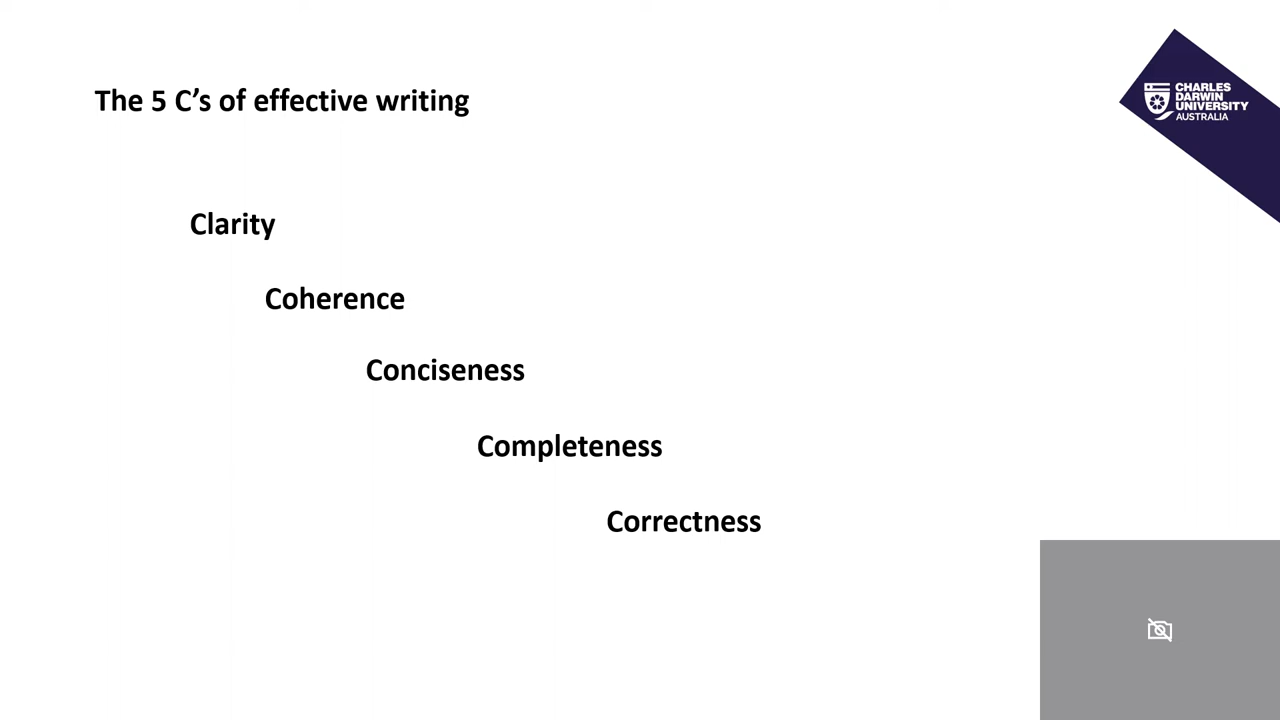 The 5 C’s of effective writing
CHARLES
DARWIN
UNIVERSITY
AUSTRALIA
Clarity
Coherence
Conciseness
Completeness
Correctness